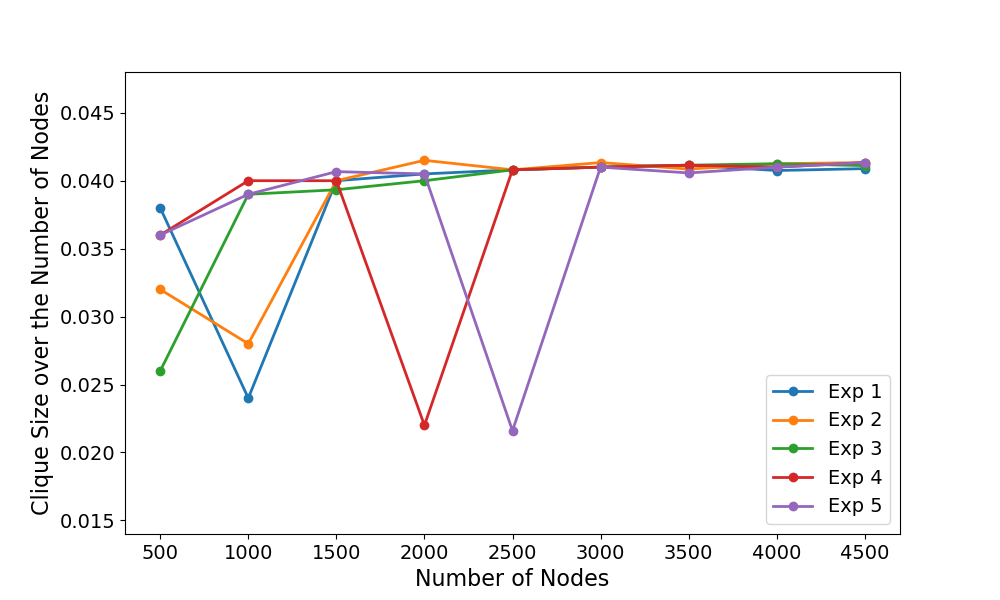 Clique Size over the Number of Nodes
0.045
0.040
0.035
0.030
0.025
0.020
0.015
Exp 1
Exp 2
Exp 3
Exp 4
Exp 5
500 1000 1500 2000 2500 3000 3500 4000 4500
Number of Nodes